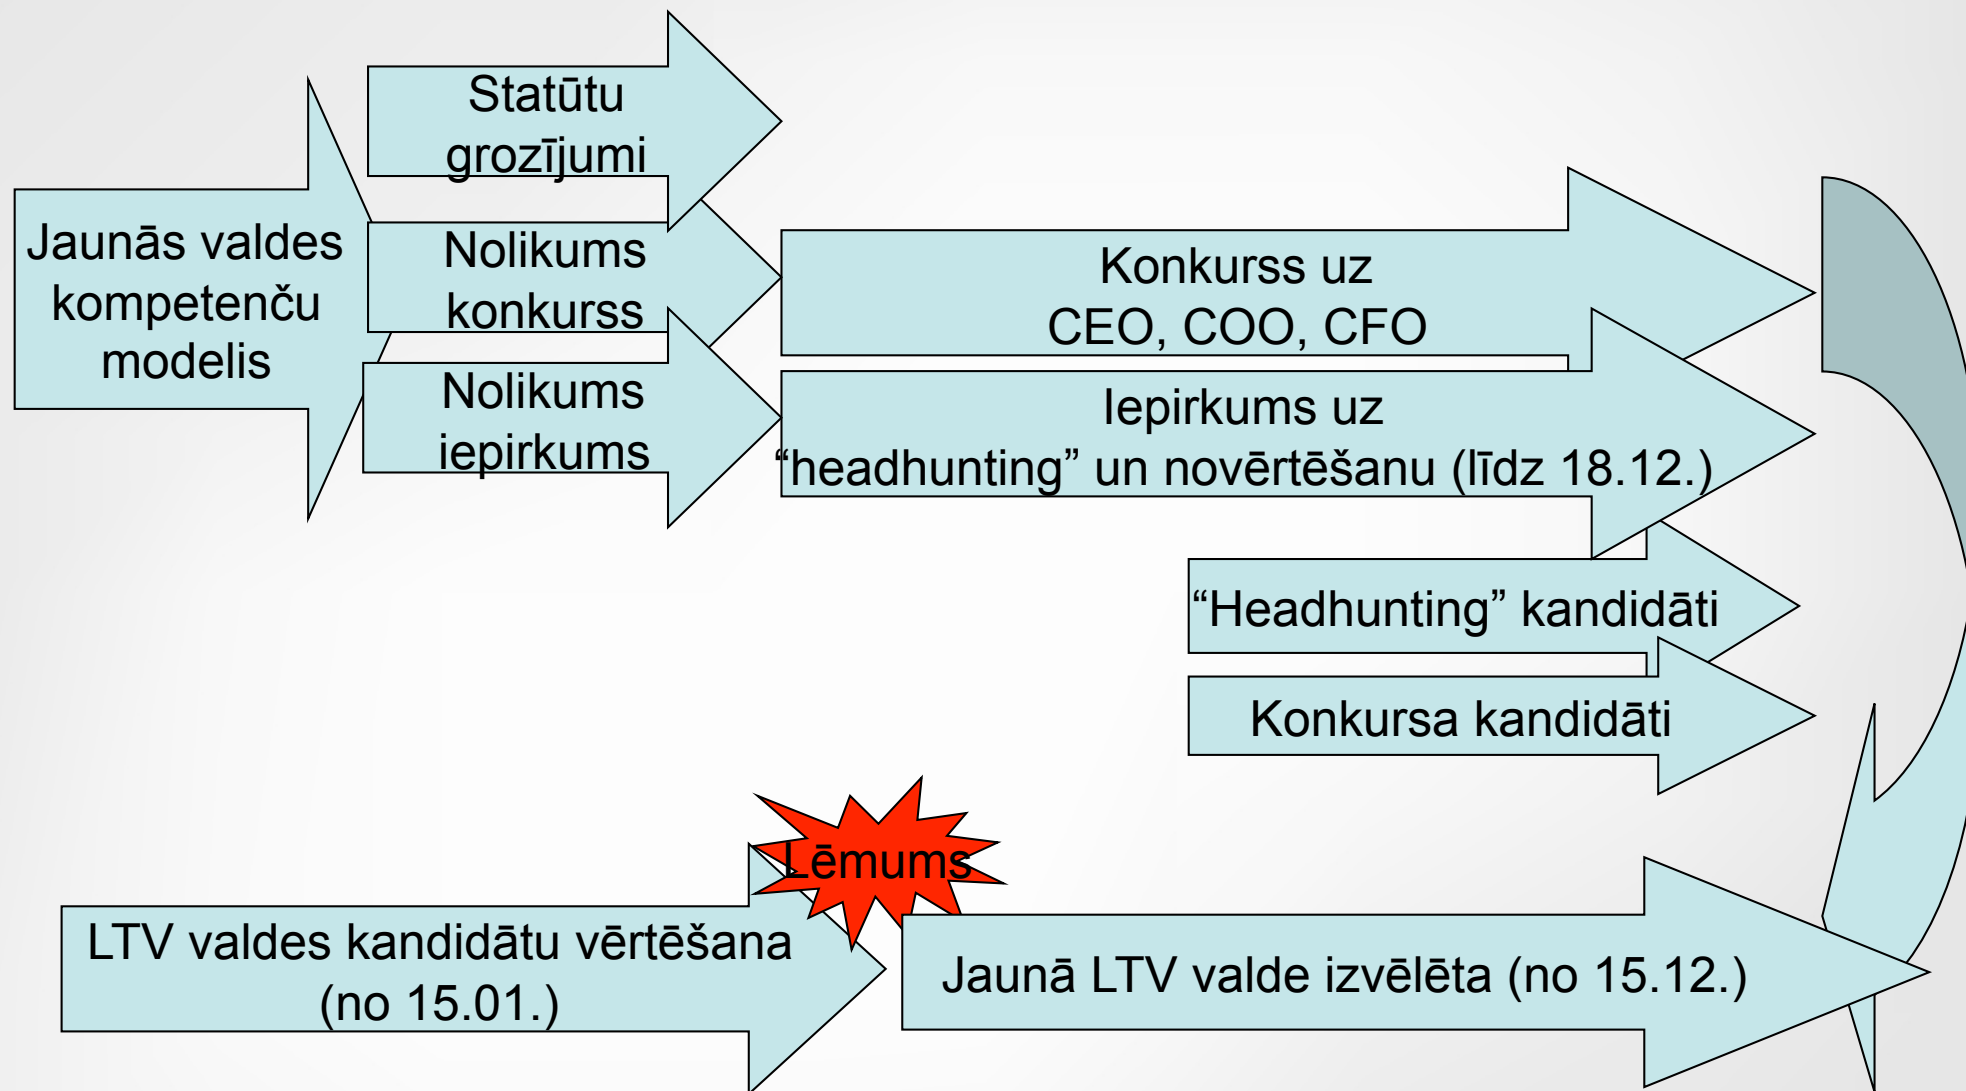 Statūtu
grozījumi
Jaunās valdes
kompetenču
modelis
Nolikums
konkurss
Konkurss uz
CEO, COO, CFO
Nolikums
iepirkums
Iepirkums uz
“headhunting” un novērtēšanu (līdz 18.12.)
“Headhunting” kandidāti
Konkursa kandidāti
Lēmums
LTV valdes kandidātu vērtēšana
(no 15.01.)
Jaunā LTV valde izvēlēta (no 15.12.)